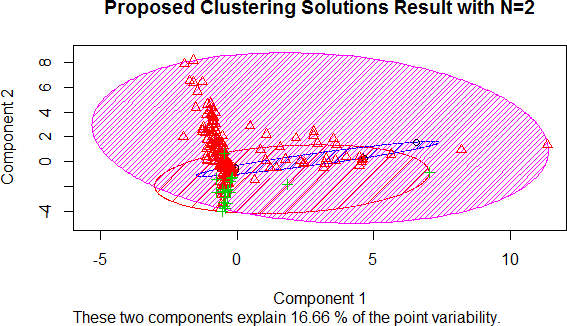 Proposed Clustering Solutions Result with N=2
Component 2
8
6
4
2
0
-4
-5
0
5
10
Component 1
These two components explain 16.66 % of the point variability.